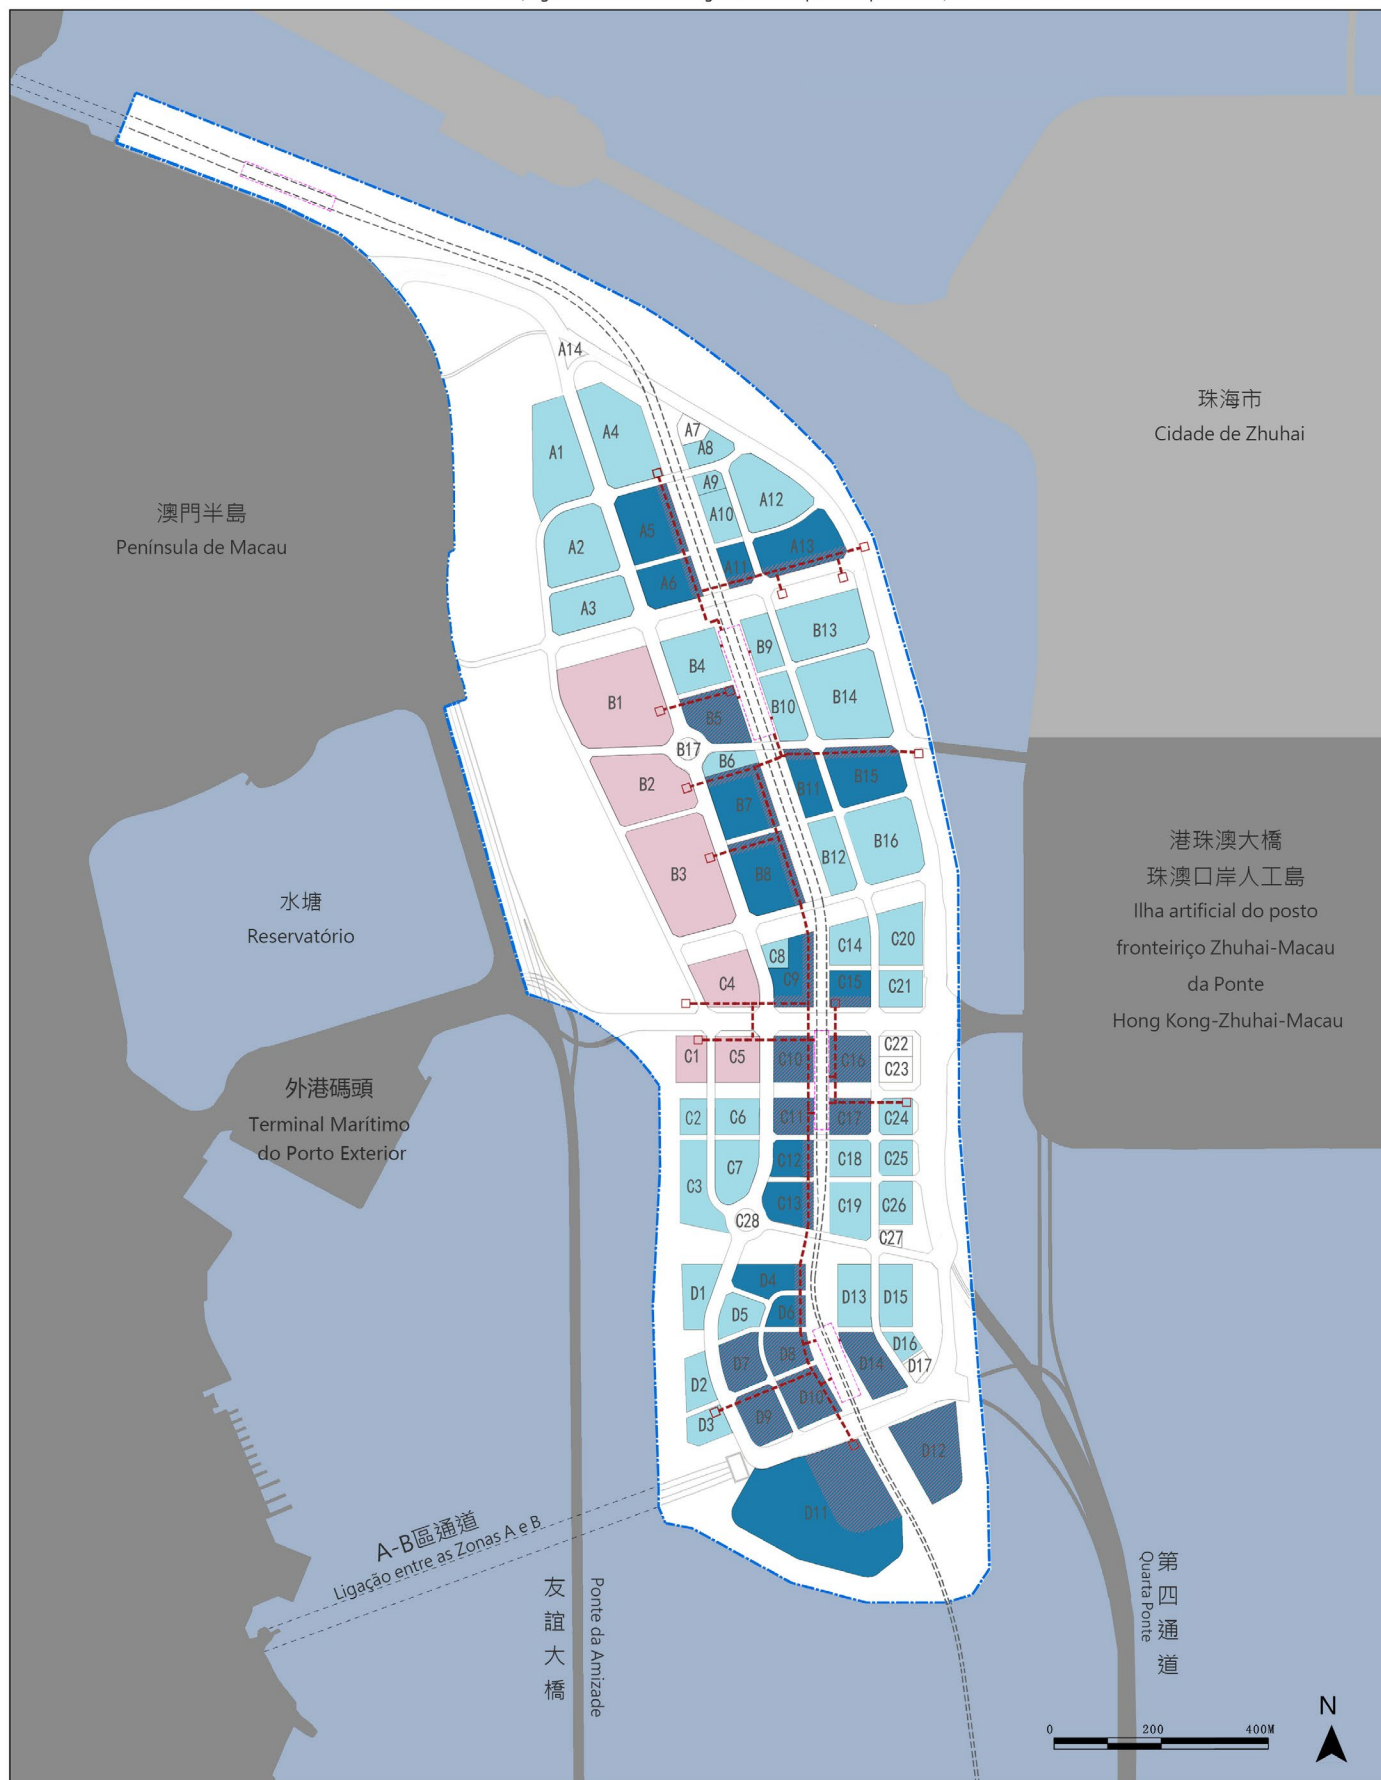 A14
A7
A4
A8
A1
A9
A12
A10
A5
A13
A2
A11
A6
A3
B13
B9
B4
B14
B1
B10
B5
B17
B6
B15
B2
B11
B7
B16
B12
B3
B8
C20
C14
C8
C9
C15
C4
C21
C22
C1
C5
C10
C16
C23
C2
C6
C11
C17
C24
C7
C12
C18
C25
C3
C13
C19
C26
C28
C27
D4
D1
D5
D6
D13
D15
D16
D7
D8
D14
D17
D2
D10
D3
D9
D12
D11
珠海市
Cidade de Zhuhai
澳門半島
Península de Macau
港珠澳大橋
珠澳口岸人工島
Ilha artificial do posto
fronteiriço Zhuhai-Macau
da Ponte
Hong Kong-Zhuhai-Macau
水塘
Reservatório
外港碼頭
Terminal Marítimo
do Porto Exterior
A-B區通道
Ligação entre as Zonas A e B
友誼大橋
Ponte da Amizade
第四通道
Quarta Ponte
N
0 200 400M